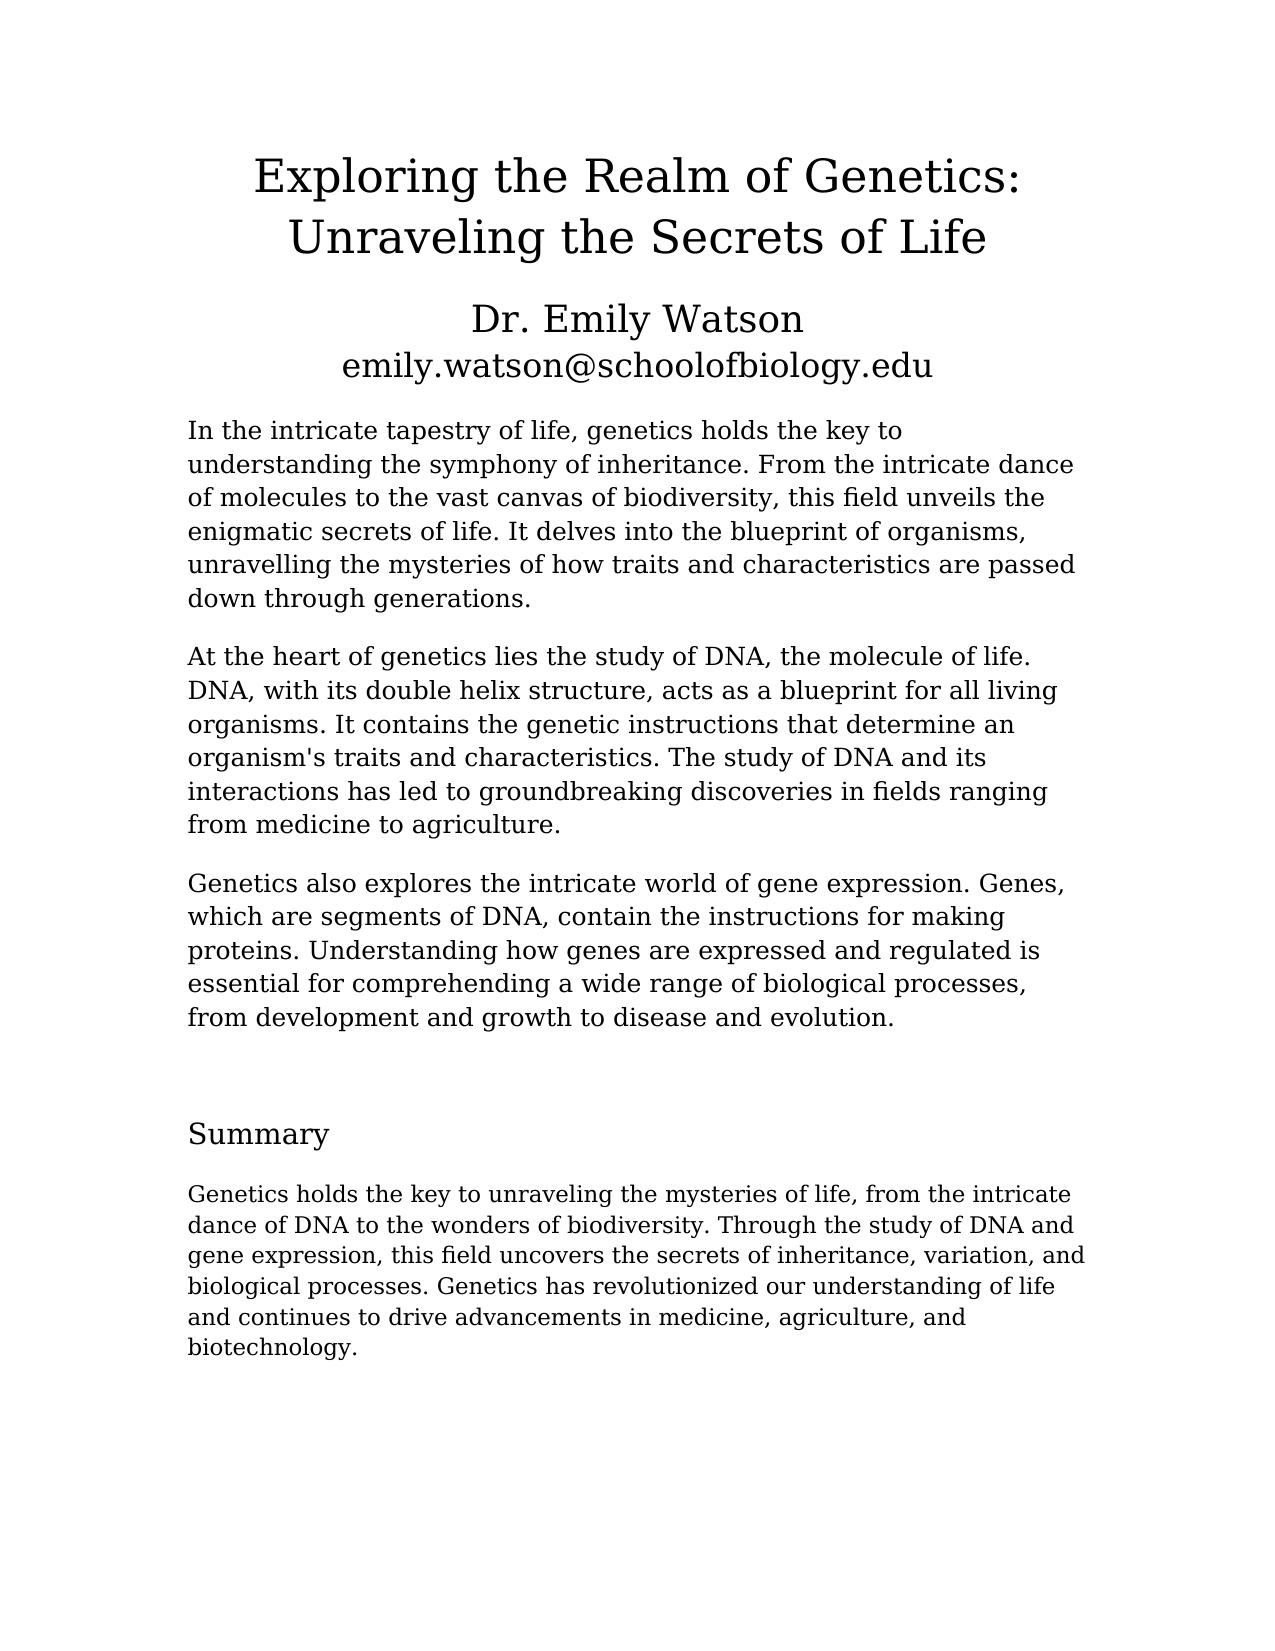 Exploring the Realm of Genetics:
Unraveling the Secrets of Life
Dr. Emily Watson
emily.watson@schoolofbiology.edu
In the intricate tapestry of life, genetics holds the key to
understanding the symphony of inheritance. From the intricate dance
of molecules to the vast canvas of biodiversity, this field unveils the
enigmatic secrets of life. It delves into the blueprint of organisms,
unravelling the mysteries of how traits and characteristics are passed
down through generations.
At the heart of genetics lies the study of DNA, the molecule of life.
DNA, with its double helix structure, acts as a blueprint for all living
organisms. It contains the genetic instructions that determine an
organism's traits and characteristics. The study of DNA and its
interactions has led to groundbreaking discoveries in fields ranging
from medicine to agriculture.
Genetics also explores the intricate world of gene expression. Genes,
which are segments of DNA, contain the instructions for making
proteins. Understanding how genes are expressed and regulated is
essential for comprehending a wide range of biological processes,
from development and growth to disease and evolution.
Summary
Genetics holds the key to unraveling the mysteries of life, from the intricate
dance of DNA to the wonders of biodiversity. Through the study of DNA and
gene expression, this field uncovers the secrets of inheritance, variation, and
biological processes. Genetics has revolutionized our understanding of life
and continues to drive advancements in medicine, agriculture, and
biotechnology.